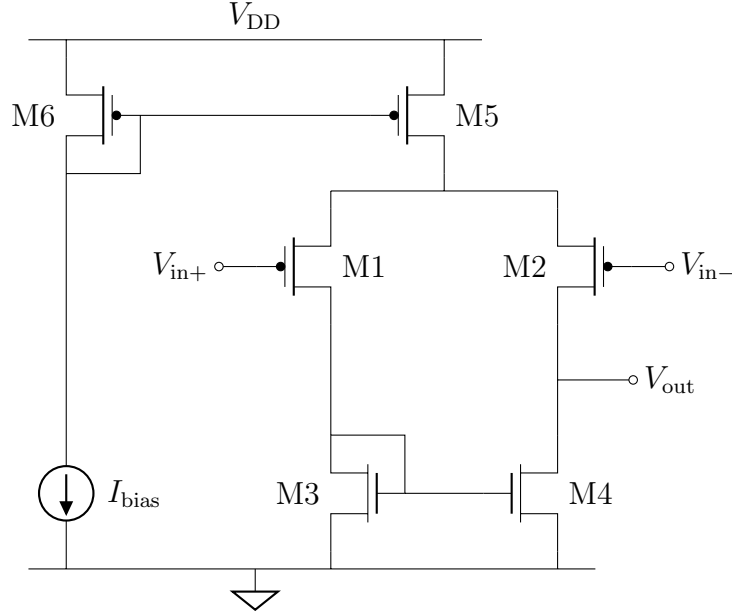 V_DD
M6
M5
V_in+
M1
M2
V_in−
V_out
I_bias
M3
M4